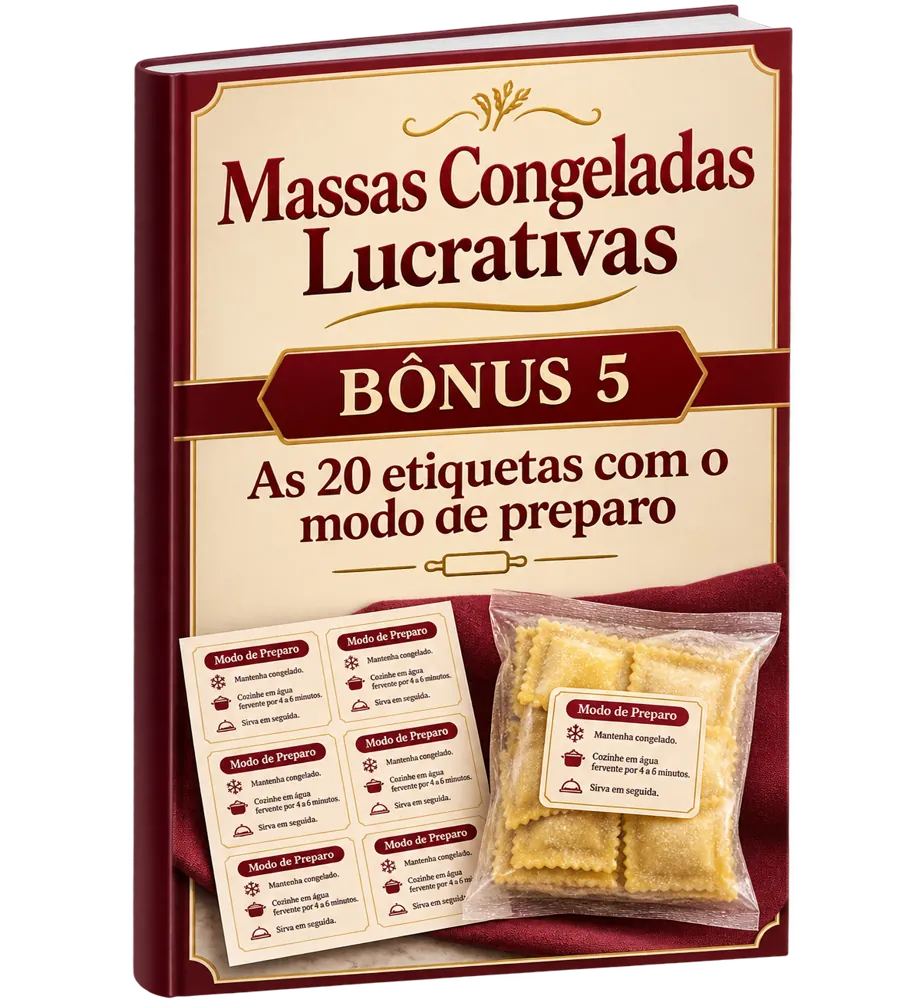 Massas Congeladas
Lucrativas
BÔNUS 5
As 20 etiquetas com o
modo de preparo
Modo de Preparo
Mantenha congelado.
Cozinhe em água
fervente por 4 a 6 minutos.
Sirva em seguida.
Modo de Preparo
Mantenha congelado.
Cozinhe em água
fervente por 4 a 6 minutos.
Sirva em seguida.
Modo de Preparo
Mantenha congelado.
Cozinhe em água
fervente por 4 a 6 minutos.
Sirva em seguida.
Modo de Preparo
Mantenha congelado.
Cozinhe em água
fervente por 4 a 6 minutos.
Sirva em seguida.
Modo de Preparo
Mantenha congelado.
Cozinhe em água
fervente por 4 a 6 minutos.
Sirva em seguida.
Modo de Preparo
Mantenha congelado.
Cozinhe em água
fervente por 4 a 6
Sirva em seguida.
Modo de Preparo
Mantenha congelado.
Cozinhe em água
fervente por 4 a 6 minutos.
Sirva em seguida.